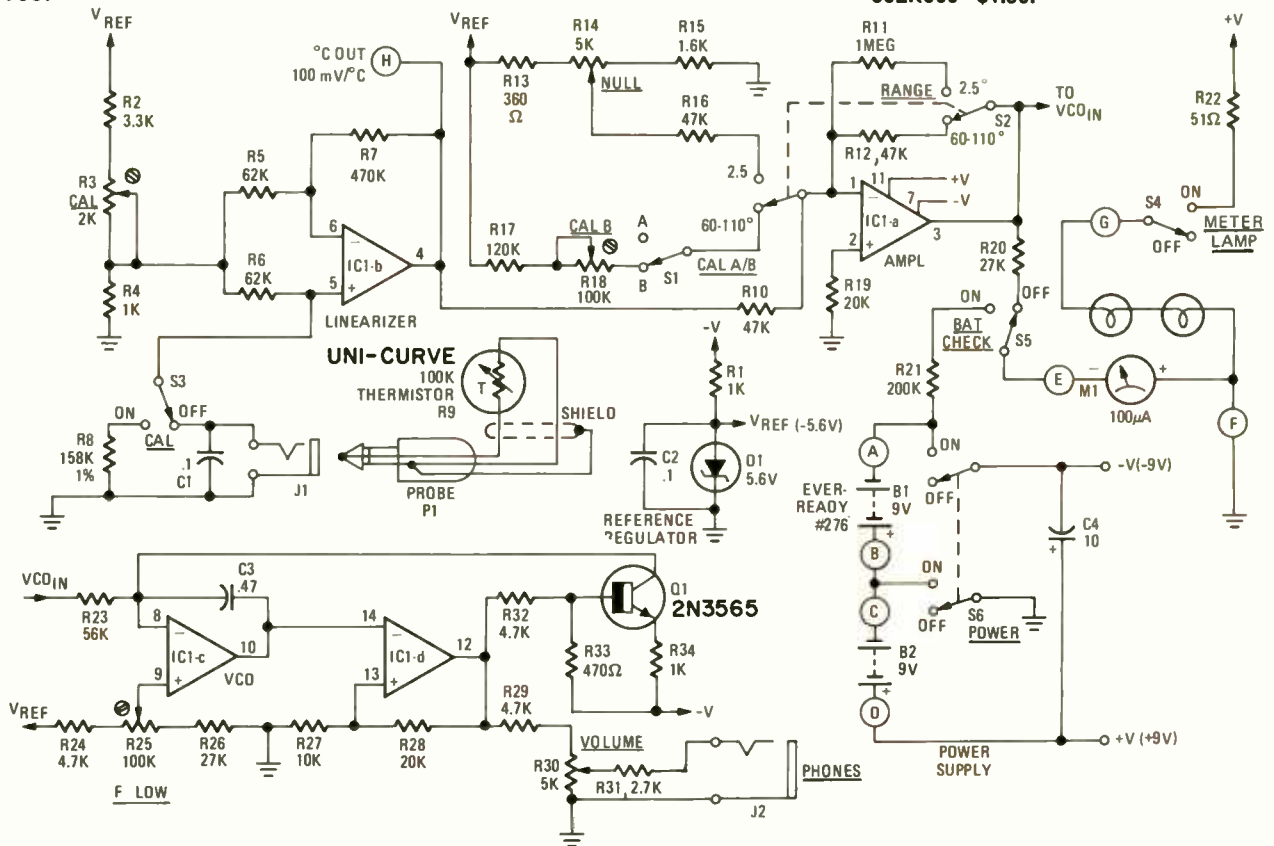 VREF
R2
3.3K
R3
CAL
2K
R4
1K
°C OUT
100 mV/°C
H
R5
62K
R7
470K
R6
62K
6
5
4
IC1-b
LINEARIZER
VREF
R13
360
Ω
R14
5K
NULL
R15
1.6K
R16
47K
2.5
60-110°
R17
120K
CAL B
R18
100K
A
B
S1
CAL A/B
R10
47K
R11
1MEG
RANGE
2.5°
S2
60-110°
R12, 47K
TO
VCOIN
1
11
+V
7
-V
2
3
IC1-a
AMPL
R19
20K
R20
27K
ON
OFF
BAT
CHECK
S5
R21
200K
+V
R22
51Ω
G
S4
ON
OFF
METER
LAMP
E
M1
100µA
F
S3
ON
OFF
CAL
R8
158K
1%
.1
C1
J1
UNI-CURVE
100K
THERMISTOR
R9
T
SHIELD
PROBE
P1
-V
R1
1K
VREF (-5.6V)
C2
.1
D1
5.6V
REFERENCE
REGULATOR
A
EVER-
READY
#276
B1
9V
B
C
B2
9V
D
ON
OFF
ON
OFF
S6
POWER
C4
10
-V(-9V)
+V (+9V)
POWER
SUPPLY
VCOIN
R23
56K
C3
.47
8
9
10
IC1-c
VCO
14
13
12
IC1-d
R32
4.7K
Q1
2N3565
R33
470Ω
R34
1K
-V
VREF
R24
4.7K
R25
100K
F LOW
R26
27K
R27
10K
R28
20K
R29
4.7K
VOLUME
R30
5K
R31, 2.7K
PHONES
J2